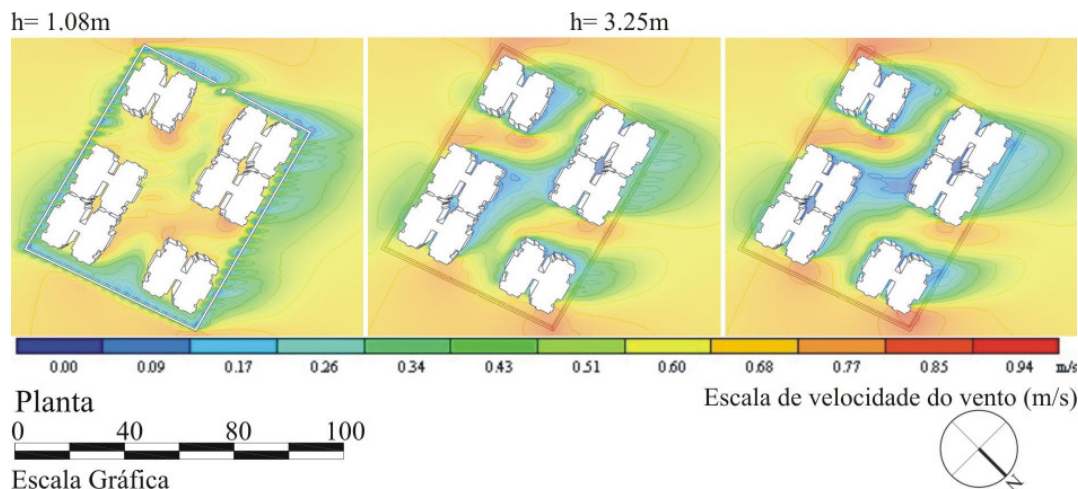 h= 1.08m
h= 3.25m
0.00 0.09 0.17 0.26 0.34 0.43 0.51 0.60 0.68 0.77 0.85 0.94 m/s
Planta
Escala de velocidade do vento (m/s)
0 40 80 100
Escala Gráfica
N